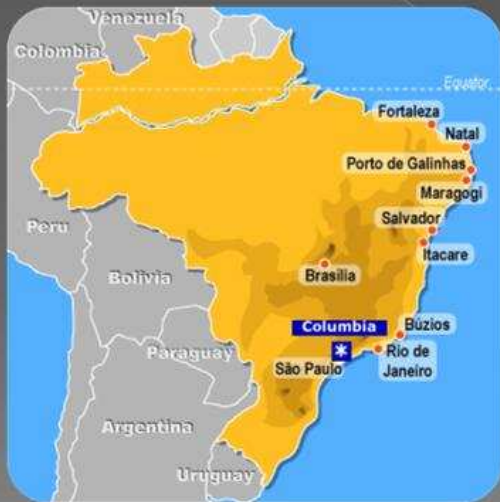 Venezuela
Colombia
Equator
Fortaleza
Natal
Porto de Galinhas
Maragogi
Peru
Salvador
Itacare
Bolivia
Brasilia
Columbia
Búzios
Paraguay
São Paulo
Rio de
Janeiro
Argentina
Uruguay